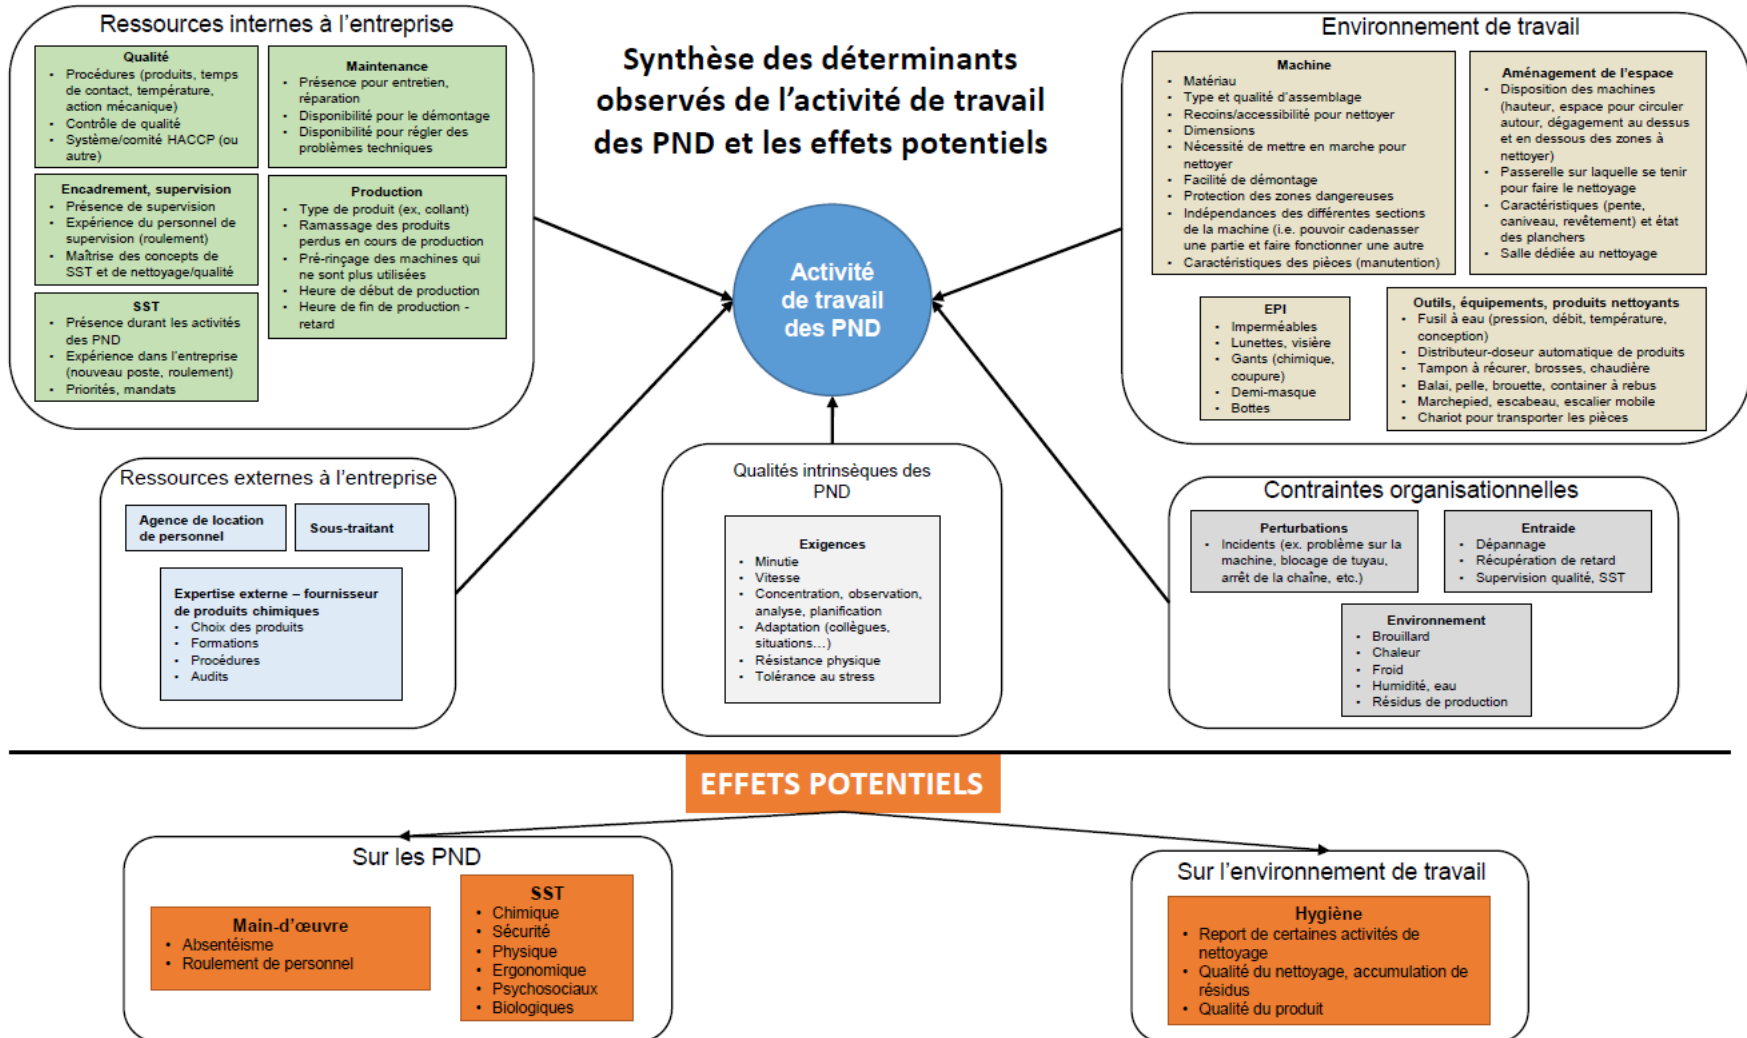 Ressources internes à l'entreprise
Qualité
• Procédures (produits, temps
de contact, température,
action mécanique)
• Contrôle de qualité
• Système/comité HACCP (ou
autre)
Maintenance
• Présence pour entretien,
réparation
• Disponibilité pour le démontage
• Disponibilité pour régler des
problèmes techniques
Encadrement, supervision
• Présence de supervision
• Expérience du personnel de
supervision (roulement)
• Maîtrise des concepts de
SST et de nettoyage/qualité
Production
• Type de produit (ex, collant)
• Ramassage des produits
perdus en cours de production
• Pré-rinçage des machines qui
ne sont plus utilisées
• Heure de début de production
• Heure de fin de production -
retard
SST
• Présence durant les activités
des PND
• Expérience dans l'entreprise
(nouveau poste, roulement)
• Priorités, mandats
Synthèse des déterminants
observés de l'activité de travail
des PND et les effets potentiels
Activité
de travail
des PND
Environnement de travail
Machine
• Matériau
• Type et qualité d'assemblage
• Recoins/accessibilité pour nettoyer
• Dimensions
• Nécessité de mettre en marche pour
nettoyer
• Facilité de démontage
• Protection des zones dangereuses
• Indépendances des différentes sections
de la machine (i.e. pouvoir cadenasser
une partie et faire fonctionner une autre
• Caractéristiques des pièces (manutention)
Aménagement de l'espace
• Disposition des machines
(hauteur, espace pour circuler
autour, dégagement au dessus
et en dessous des zones à
nettoyer)
• Passerelle sur laquelle se tenir
pour faire le nettoyage
• Caractéristiques (pente,
caniveau, revêtement) et état
des planchers
• Salle dédiée au nettoyage
EPI
• Imperméables
• Lunettes, visière
• Gants (chimique,
coupure)
• Demi-masque
• Bottes
Outils, équipements, produits nettoyants
• Fusil à eau (pression, débit, température,
conception)
• Distributeur-doseur automatique de produits
• Tampon à récurer, brosses, chaudière
• Balai, pelle, brouette, container à rebus
• Marchepied, escabeau, escalier mobile
• Chariot pour transporter les pièces
Ressources externes à l'entreprise
Agence de location
de personnel
Sous-traitant
Expertise externe – fournisseur
de produits chimiques
• Choix des produits
• Formations
• Procédures
• Audits
Qualités intrinsèques des
PND
Exigences
• Minutie
• Vitesse
• Concentration, observation,
analyse, planification
• Adaptation (collègues,
situations…)
• Résistance physique
• Tolérance au stress
Contraintes organisationnelles
Perturbations
• Incidents (ex. problème sur la
machine, blocage de tuyau,
arrêt de la chaîne, etc.)
Entraide
• Dépannage
• Récupération de retard
• Supervision qualité, SST
Environnement
• Brouillard
• Chaleur
• Froid
• Humidité, eau
• Résidus de production
EFFETS POTENTIELS
Sur les PND
Main-d'œuvre
• Absentéisme
• Roulement de personnel
SST
• Chimique
• Sécurité
• Physique
• Ergonomique
• Psychosociaux
• Biologiques
Sur l'environnement de travail
Hygiène
• Report de certaines activités de
nettoyage
• Qualité du nettoyage, accumulation de
résidus
• Qualité du produit